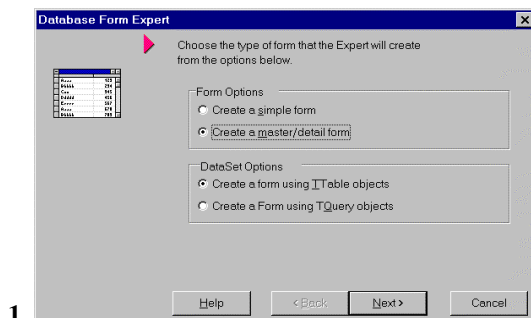 Database Form Expert
Choose the type of form that the Expert will create
from the options below.
Form Options
Create a simple form
Create a master/detail form
DataSet Options
Create a form using TTable objects
Create a Form using TQuery objects
Help
< Back
Next >
Cancel
1